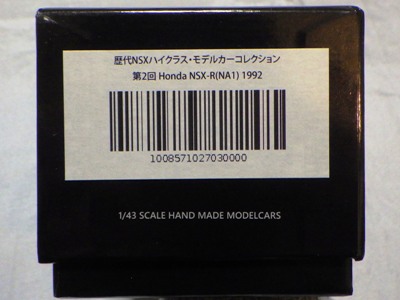 歴代NSXハイクラス・モデルカーコレクション
第2回 Honda NSX-R(NA1) 1992
1008571027030000
1/43 SCALE HAND MADE MODELCARS